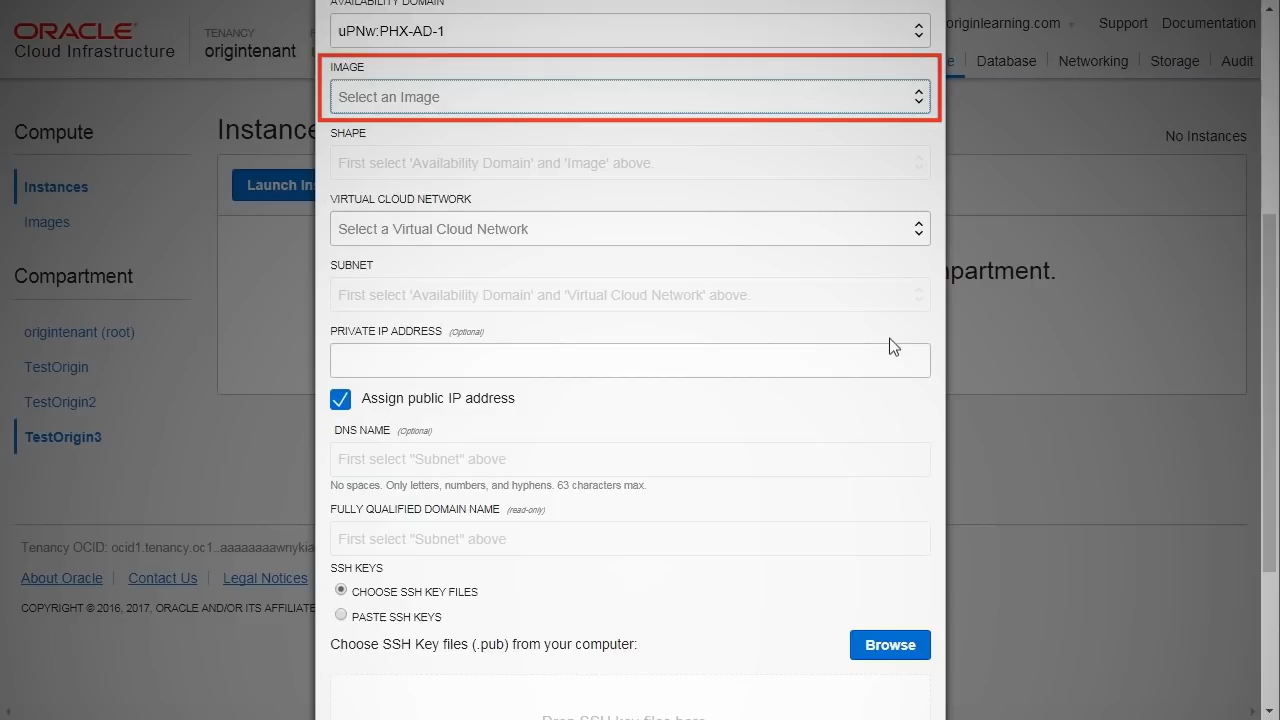 AVAILABILITY DOMAIN
uPNw:PHX-AD-1
ORACLE
Cloud Infrastructure
TENANCY
origintenant
originlearning.com
Support
Documentation
Database
Networking
Storage
Audit
IMAGE
Select an Image
Compute
Instances
Images
Compartment
origintenant (root)
TestOrigin
TestOrigin2
TestOrigin3
No Instances
SHAPE
First select 'Availability Domain' and 'Image' above.
VIRTUAL CLOUD NETWORK
Select a Virtual Cloud Network
SUBNET
First select 'Availability Domain' and 'Virtual Cloud Network' above.
PRIVATE IP ADDRESS (Optional)
Assign public IP address
DNS NAME (Optional)
First select "Subnet" above
No spaces. Only letters, numbers, and hyphens. 63 characters max.
FULLY QUALIFIED DOMAIN NAME (read-only)
First select "Subnet" above
SSH KEYS
CHOOSE SSH KEY FILES
PASTE SSH KEYS
Choose SSH Key files (.pub) from your computer:
Browse
Drop SSH key files here
Instance
Launch In
partment.
Tenancy OCID: ocid1.tenancy.oc1..aaaaaaaawnykia
About Oracle
Contact Us
Legal Notices
COPYRIGHT © 2016, 2017, ORACLE AND/OR ITS AFFILIATE